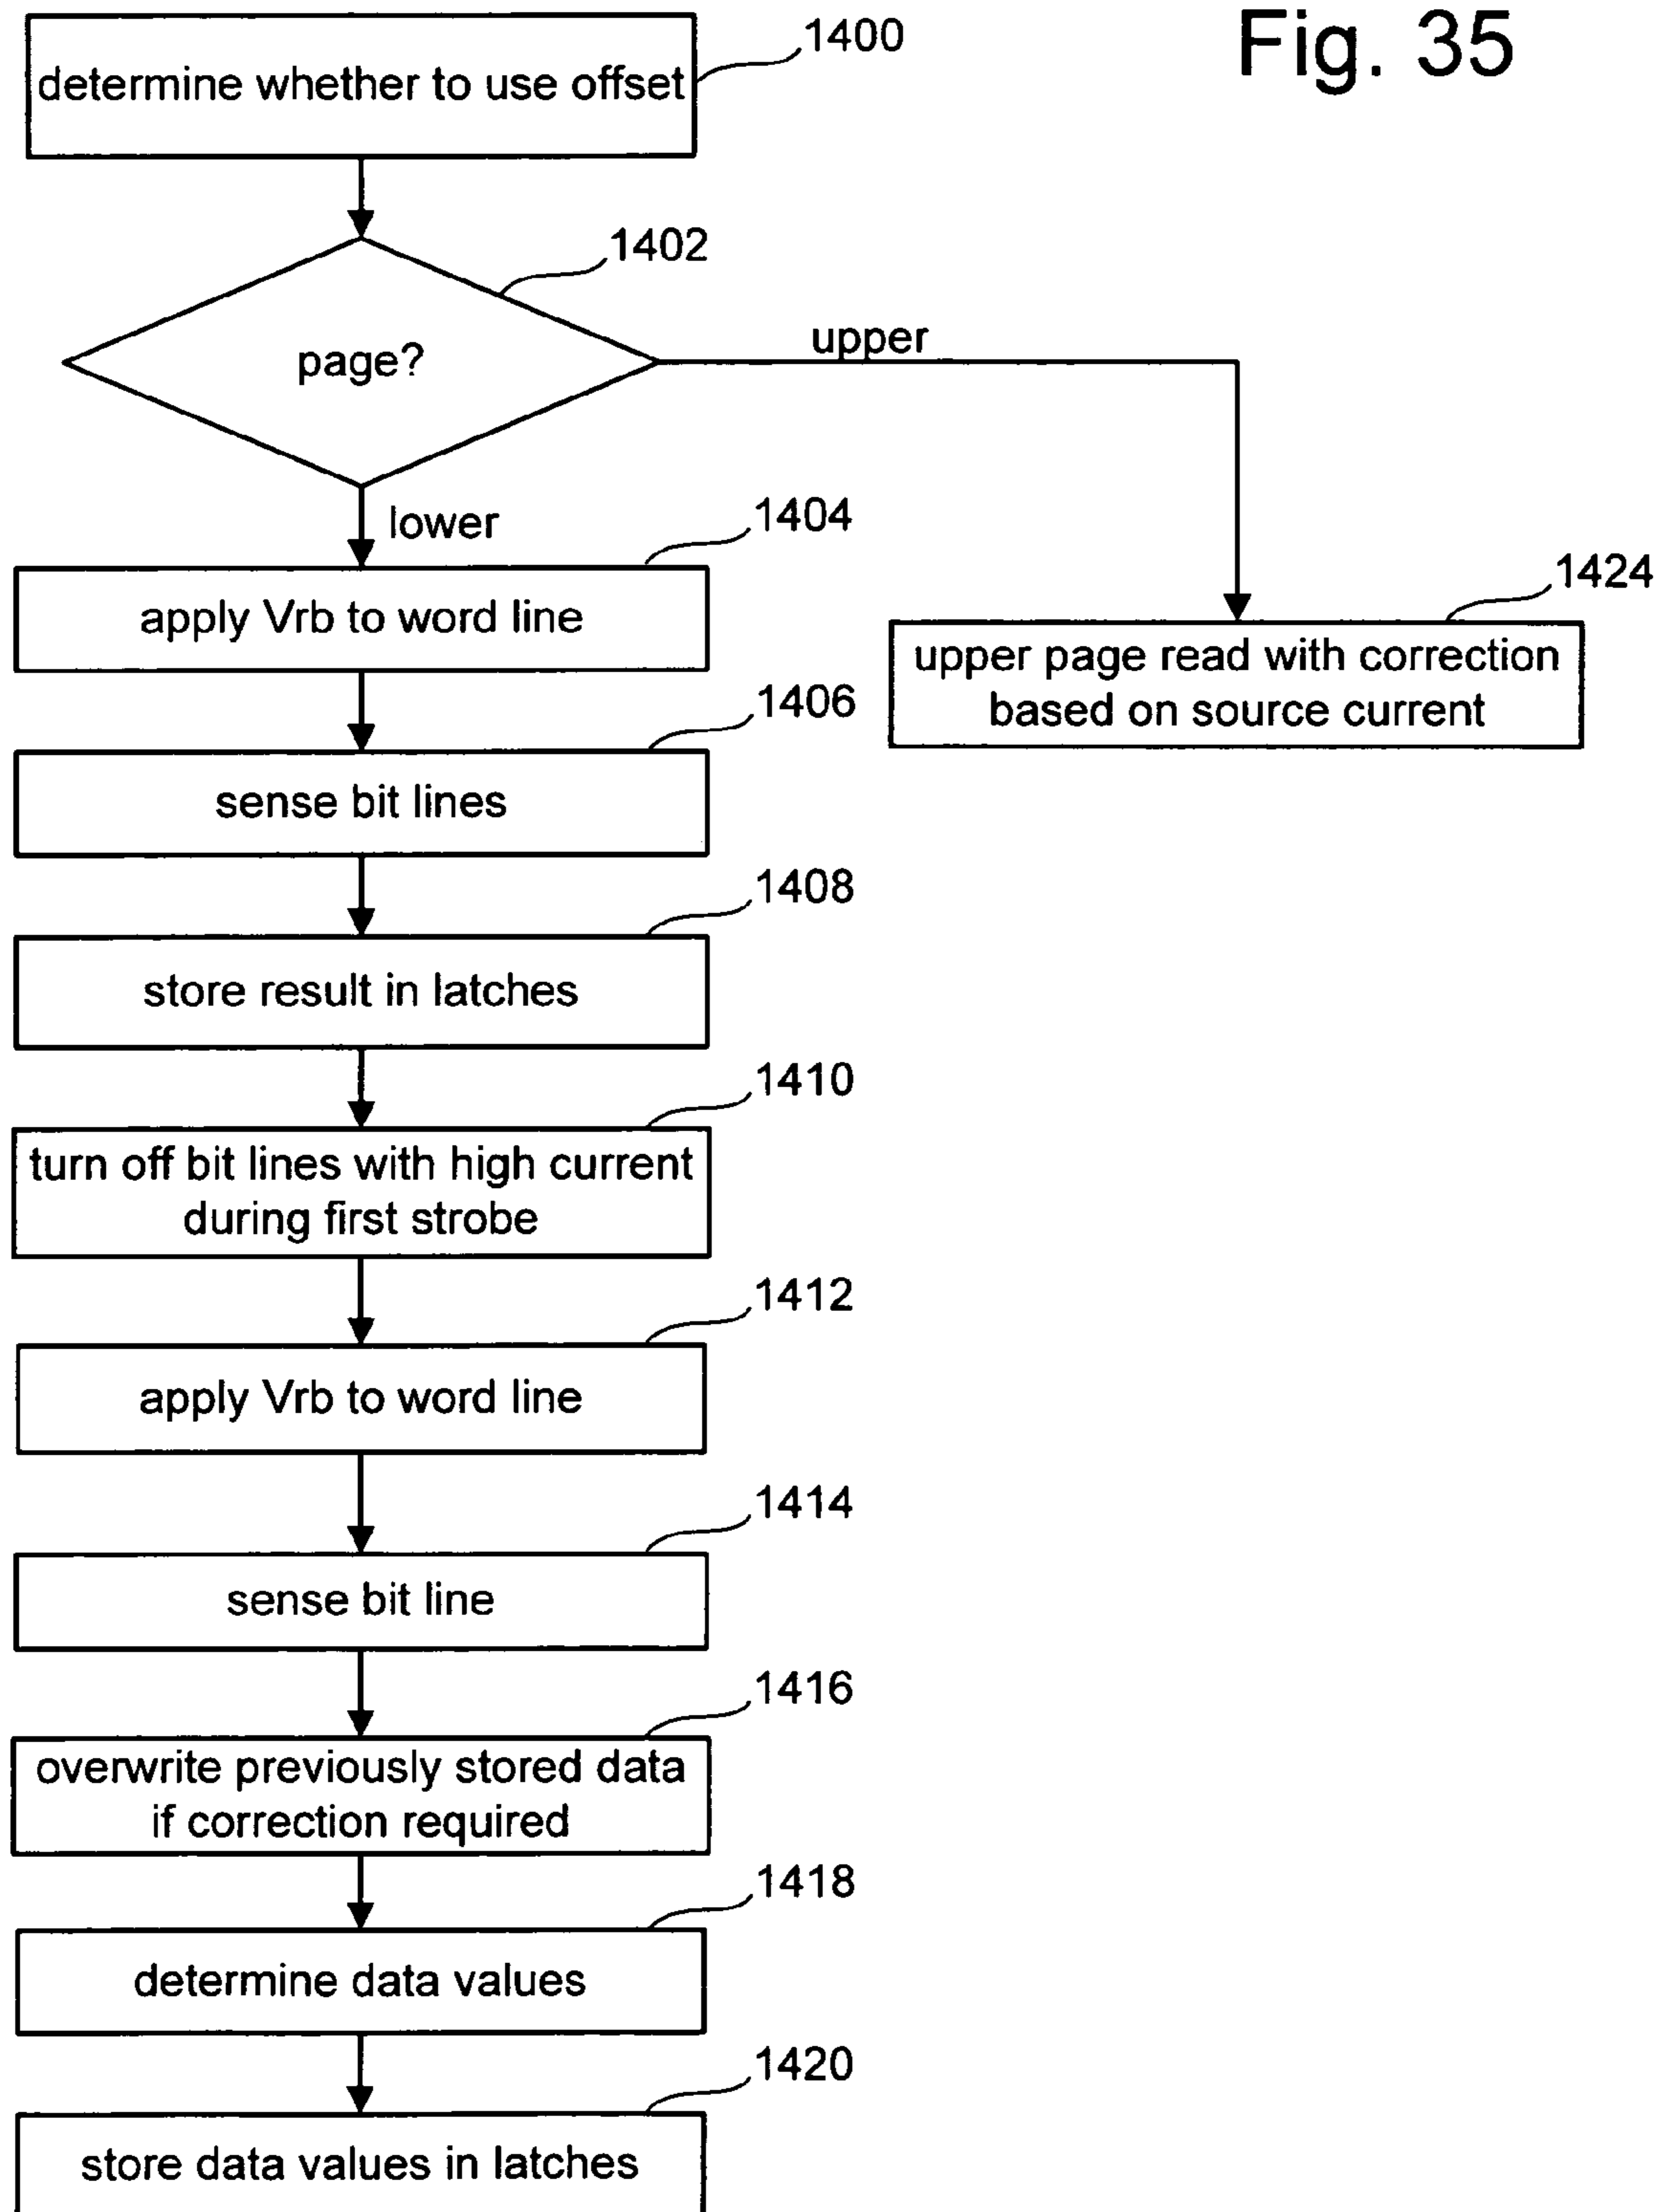 Fig. 35
1400
determine whether to use offset
1402
page?
upper
lower
1404
apply Vrb to word line
1424
upper page read with correction
based on source current
1406
sense bit lines
1408
store result in latches
1410
turn off bit lines with high current
during first strobe
1412
apply Vrb to word line
1414
sense bit line
1416
overwrite previously stored data
if correction required
1418
determine data values
1420
store data values in latches